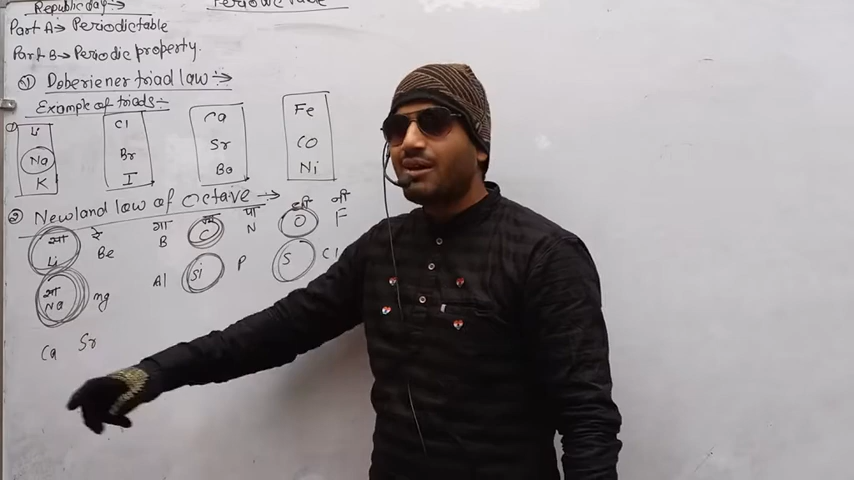 Republic day:→
Periodic Table
Part A:→ Periodictable
Part B→Periodic property.
① Doberiener triad law:→
Example of triads:-
① Li Cl Ca Fe
Na Br Sr CO
K I Ba Ni
② Newland law of octave :→
सा रे गा मा पा धा नी
Li Be B C N O F
सा
Na mg Al Si P S Cl
Ca Sr